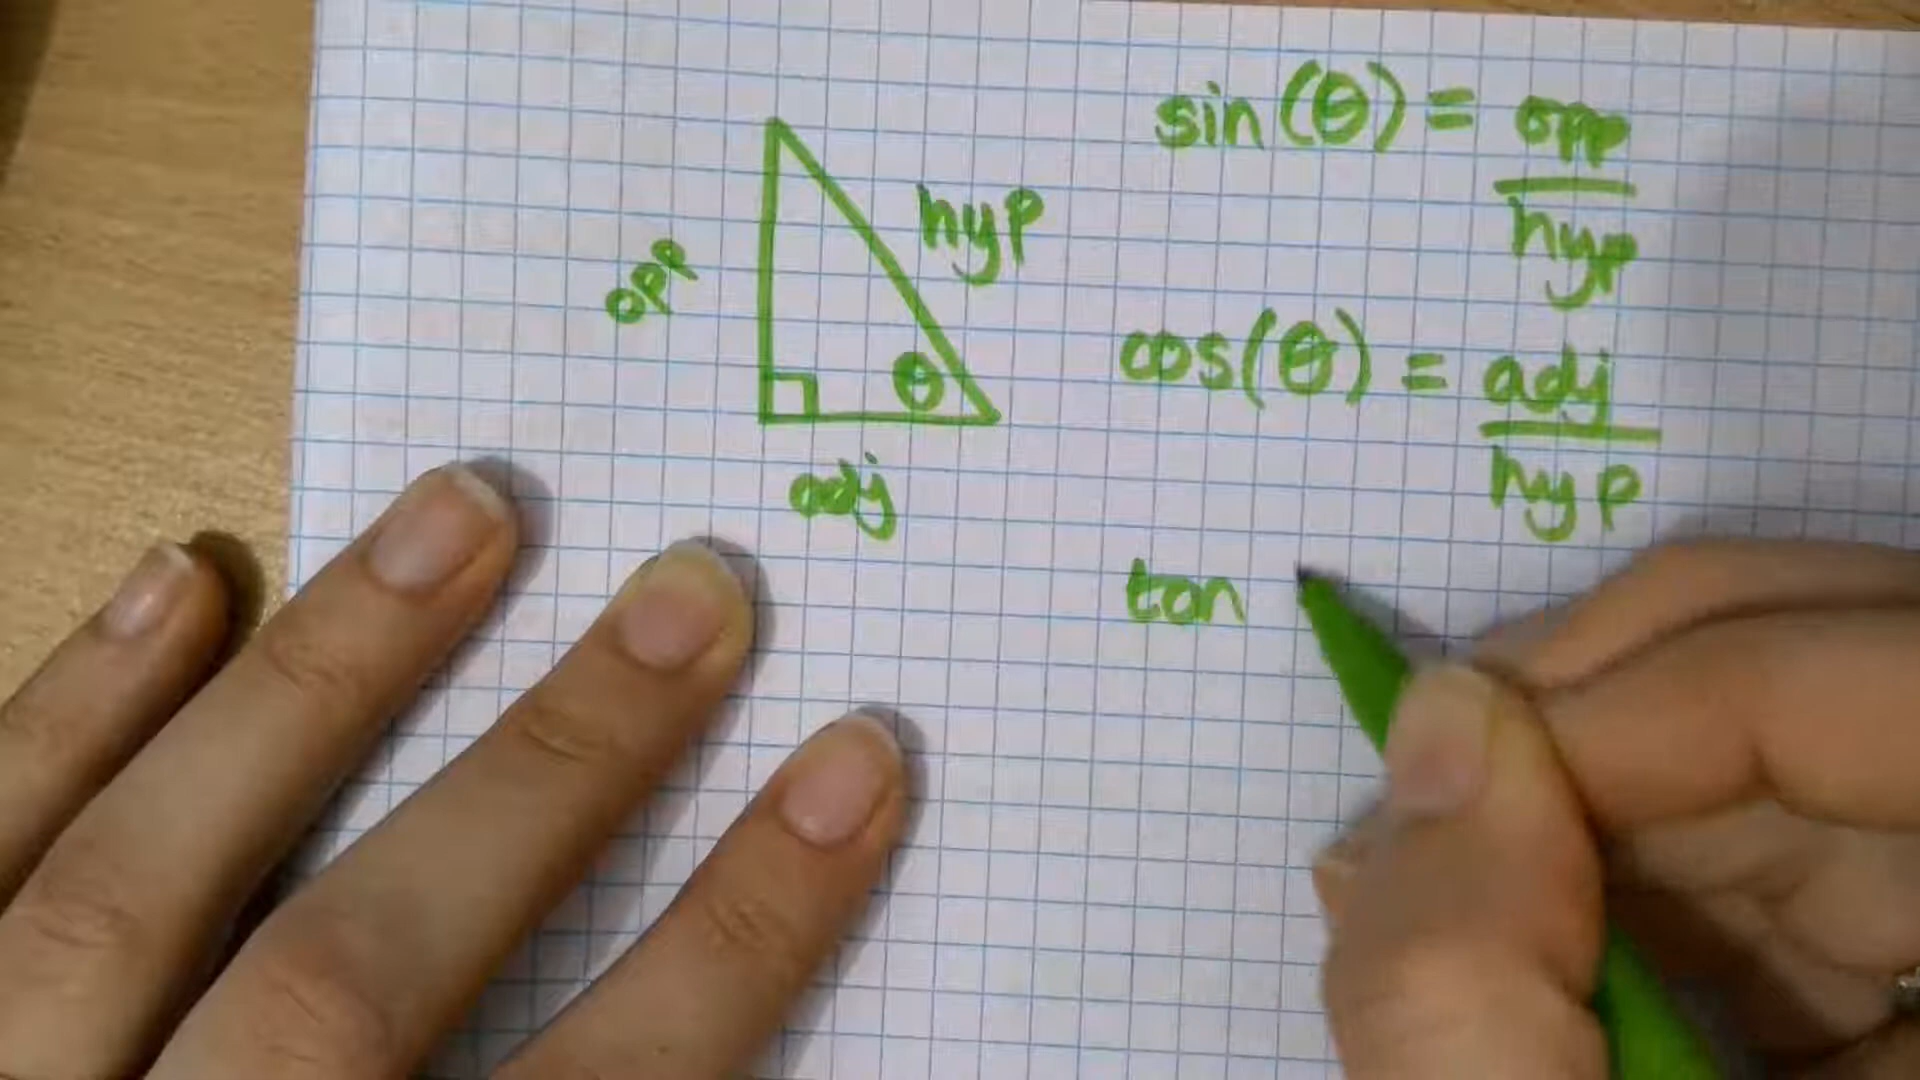 sin(θ) = opp
hyp
hyp
opp
cos(θ) = adj
hyp
θ
adj
tan